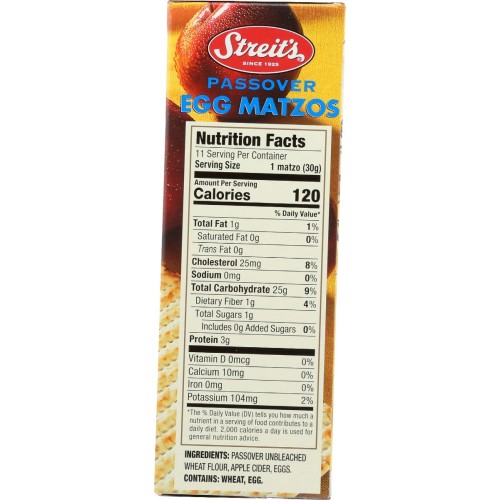 Streit's
SINCE 1925
PASSOVER
EGG MATZOS
Nutrition Facts
11 Serving Per Container
Serving Size 1 matzo (30g)
Amount Per Serving
Calories 120
% Daily Value*
Total Fat 1g 1%
Saturated Fat 0g 0%
Trans Fat 0g
Cholesterol 25mg 8%
Sodium 0mg 0%
Total Carbohydrate 25g 9%
Dietary Fiber 1g 4%
Total Sugars 1g
Includes 0g Added Sugars 0%
Protein 3g
Vitamin D 0mcg 0%
Calcium 10mg 0%
Iron 0mg 0%
Potassium 104mg 2%
*The % Daily Value (DV) tells you how much a
nutrient in a serving of food contributes to a
daily diet. 2,000 calories a day is used for
general nutrition advice.
INGREDIENTS: PASSOVER UNBLEACHED
WHEAT FLOUR, APPLE CIDER, EGGS.
CONTAINS: WHEAT, EGG.